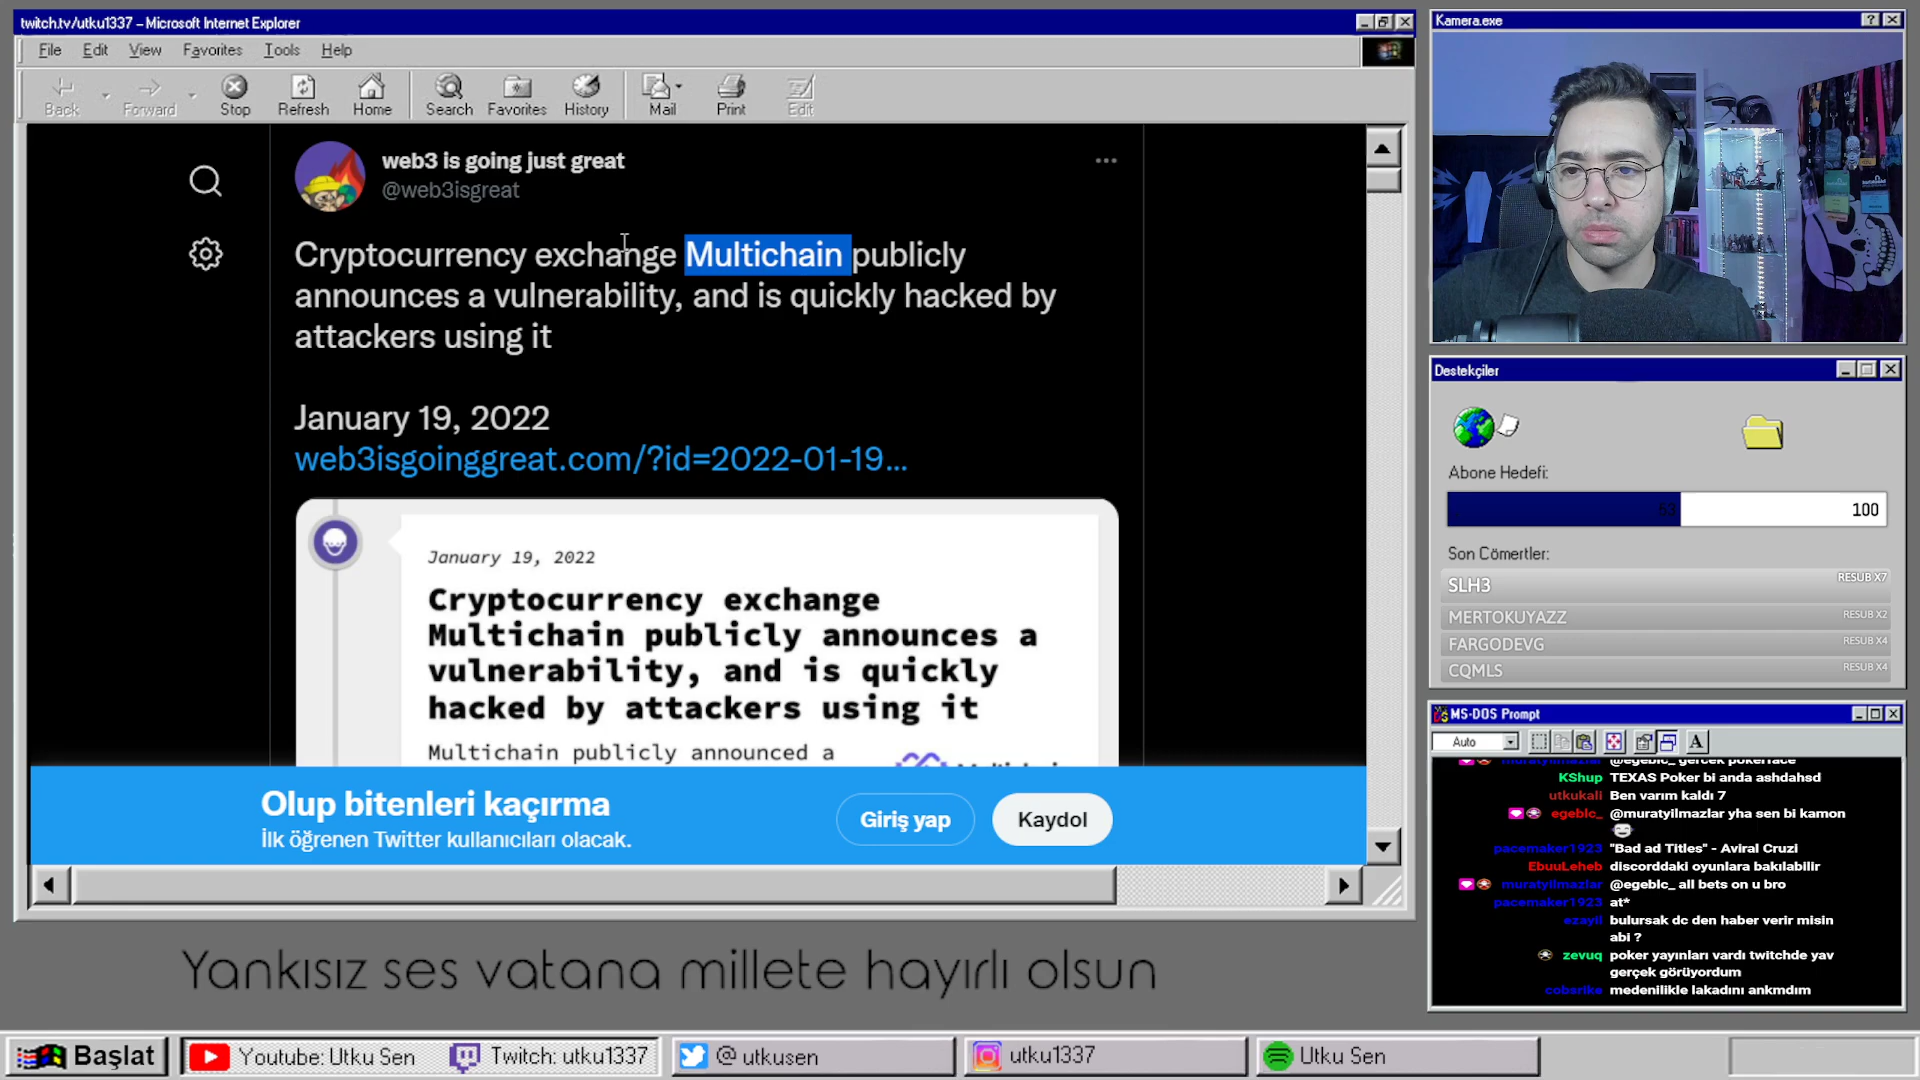 twitch.tv/utku1337 – Microsoft Internet Explorer
File Edit View Favorites Tools Help
Back Forward Stop Refresh Home Search Favorites History Mail Print Edit
web3 is going just great
@web3isgreat
Cryptocurrency exchange Multichain publicly
announces a vulnerability, and is quickly hacked by
attackers using it
January 19, 2022
web3isgoinggreat.com/?id=2022-01-19...
January 19, 2022
Cryptocurrency exchange
Multichain publicly announces a
vulnerability, and is quickly
hacked by attackers using it
Multichain publicly announced a
Olup bitenleri kaçırma
İlk öğrenen Twitter kullanıcıları olacak.
Giriş yap
Kaydol
Kamera.exe
Destekçiler
Abone Hedefi:
53 100
Son Cömertler:
SLH3 RESUB X7
MERTOKUYAZZ RESUB X2
FARGODEVG RESUB X4
CQMLS RESUB X4
MS-DOS Prompt
Auto
A
muratyilmazlar @egeblc_ gerçek pokerface
KShup TEXAS Poker bi anda ashdahsd
utkukali Ben varım kaldı 7
egeblc_ @muratyilmazlar yha sen bi kamon
pacemaker1923 "Bad ad Titles" - Aviral Cruzi
EbuuLeheb discorddaki oyunlara bakılabilir
muratyilmazlar @egeblc_ all bets on u bro
pacemaker1923 at*
ezayil bulursak dc den haber verir misin
abi ?
zevuq poker yayınları vardı twitchde yav
gerçek görüyordum
cobsrike medenilikle lakadını ankmdım
Yankısız ses vatana millete hayırlı olsun
Başlat
Youtube: Utku Sen
Twitch: utku1337
@ utkusen
utku1337
Utku Sen